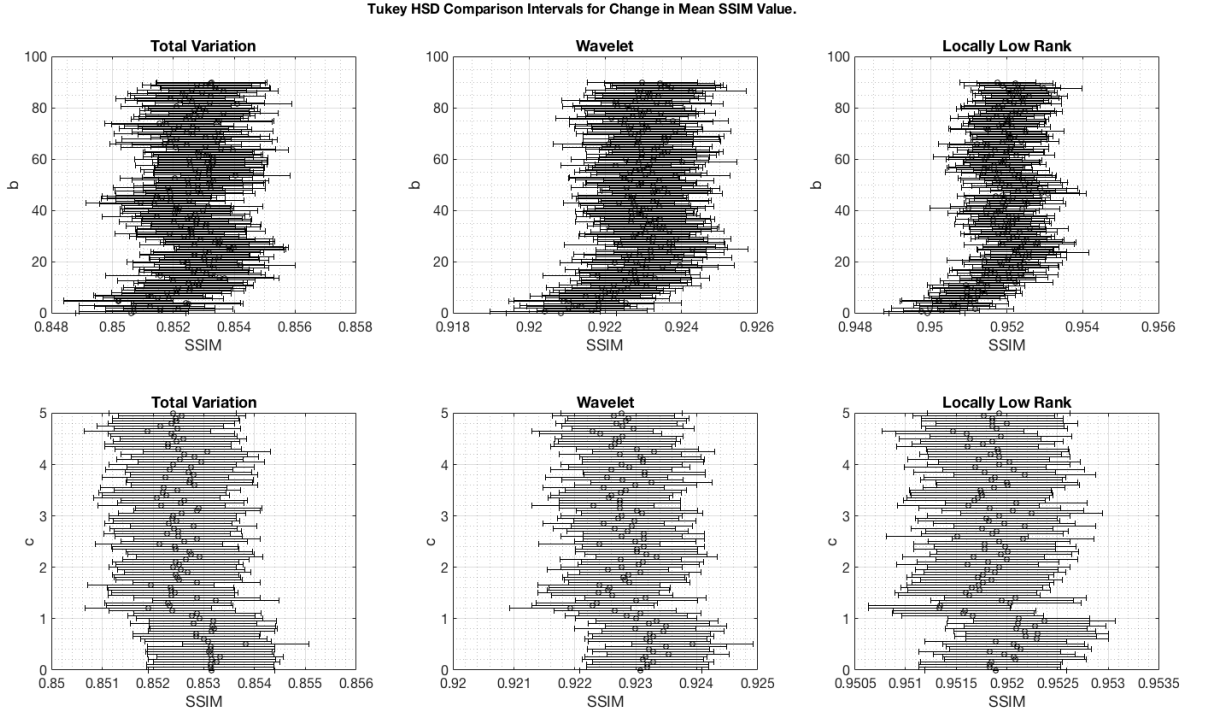 Tukey HSD Comparison Intervals for Change in Mean SSIM Value.
Total Variation
Wavelet
Locally Low Rank
100
80
60
40
20
0
b
0.848 0.85 0.852 0.854 0.856 0.858
SSIM
100
80
60
40
20
0
b
0.918 0.92 0.922 0.924 0.926
SSIM
100
80
60
40
20
0
b
0.948 0.95 0.952 0.954 0.956
SSIM
Total Variation
Wavelet
Locally Low Rank
5
4
3
2
1
0
c
0.85 0.851 0.852 0.853 0.854 0.855 0.856
SSIM
5
4
3
2
1
0
c
0.92 0.921 0.922 0.923 0.924 0.925
SSIM
5
4
3
2
1
0
c
0.9505 0.951 0.9515 0.952 0.9525 0.953 0.9535
SSIM